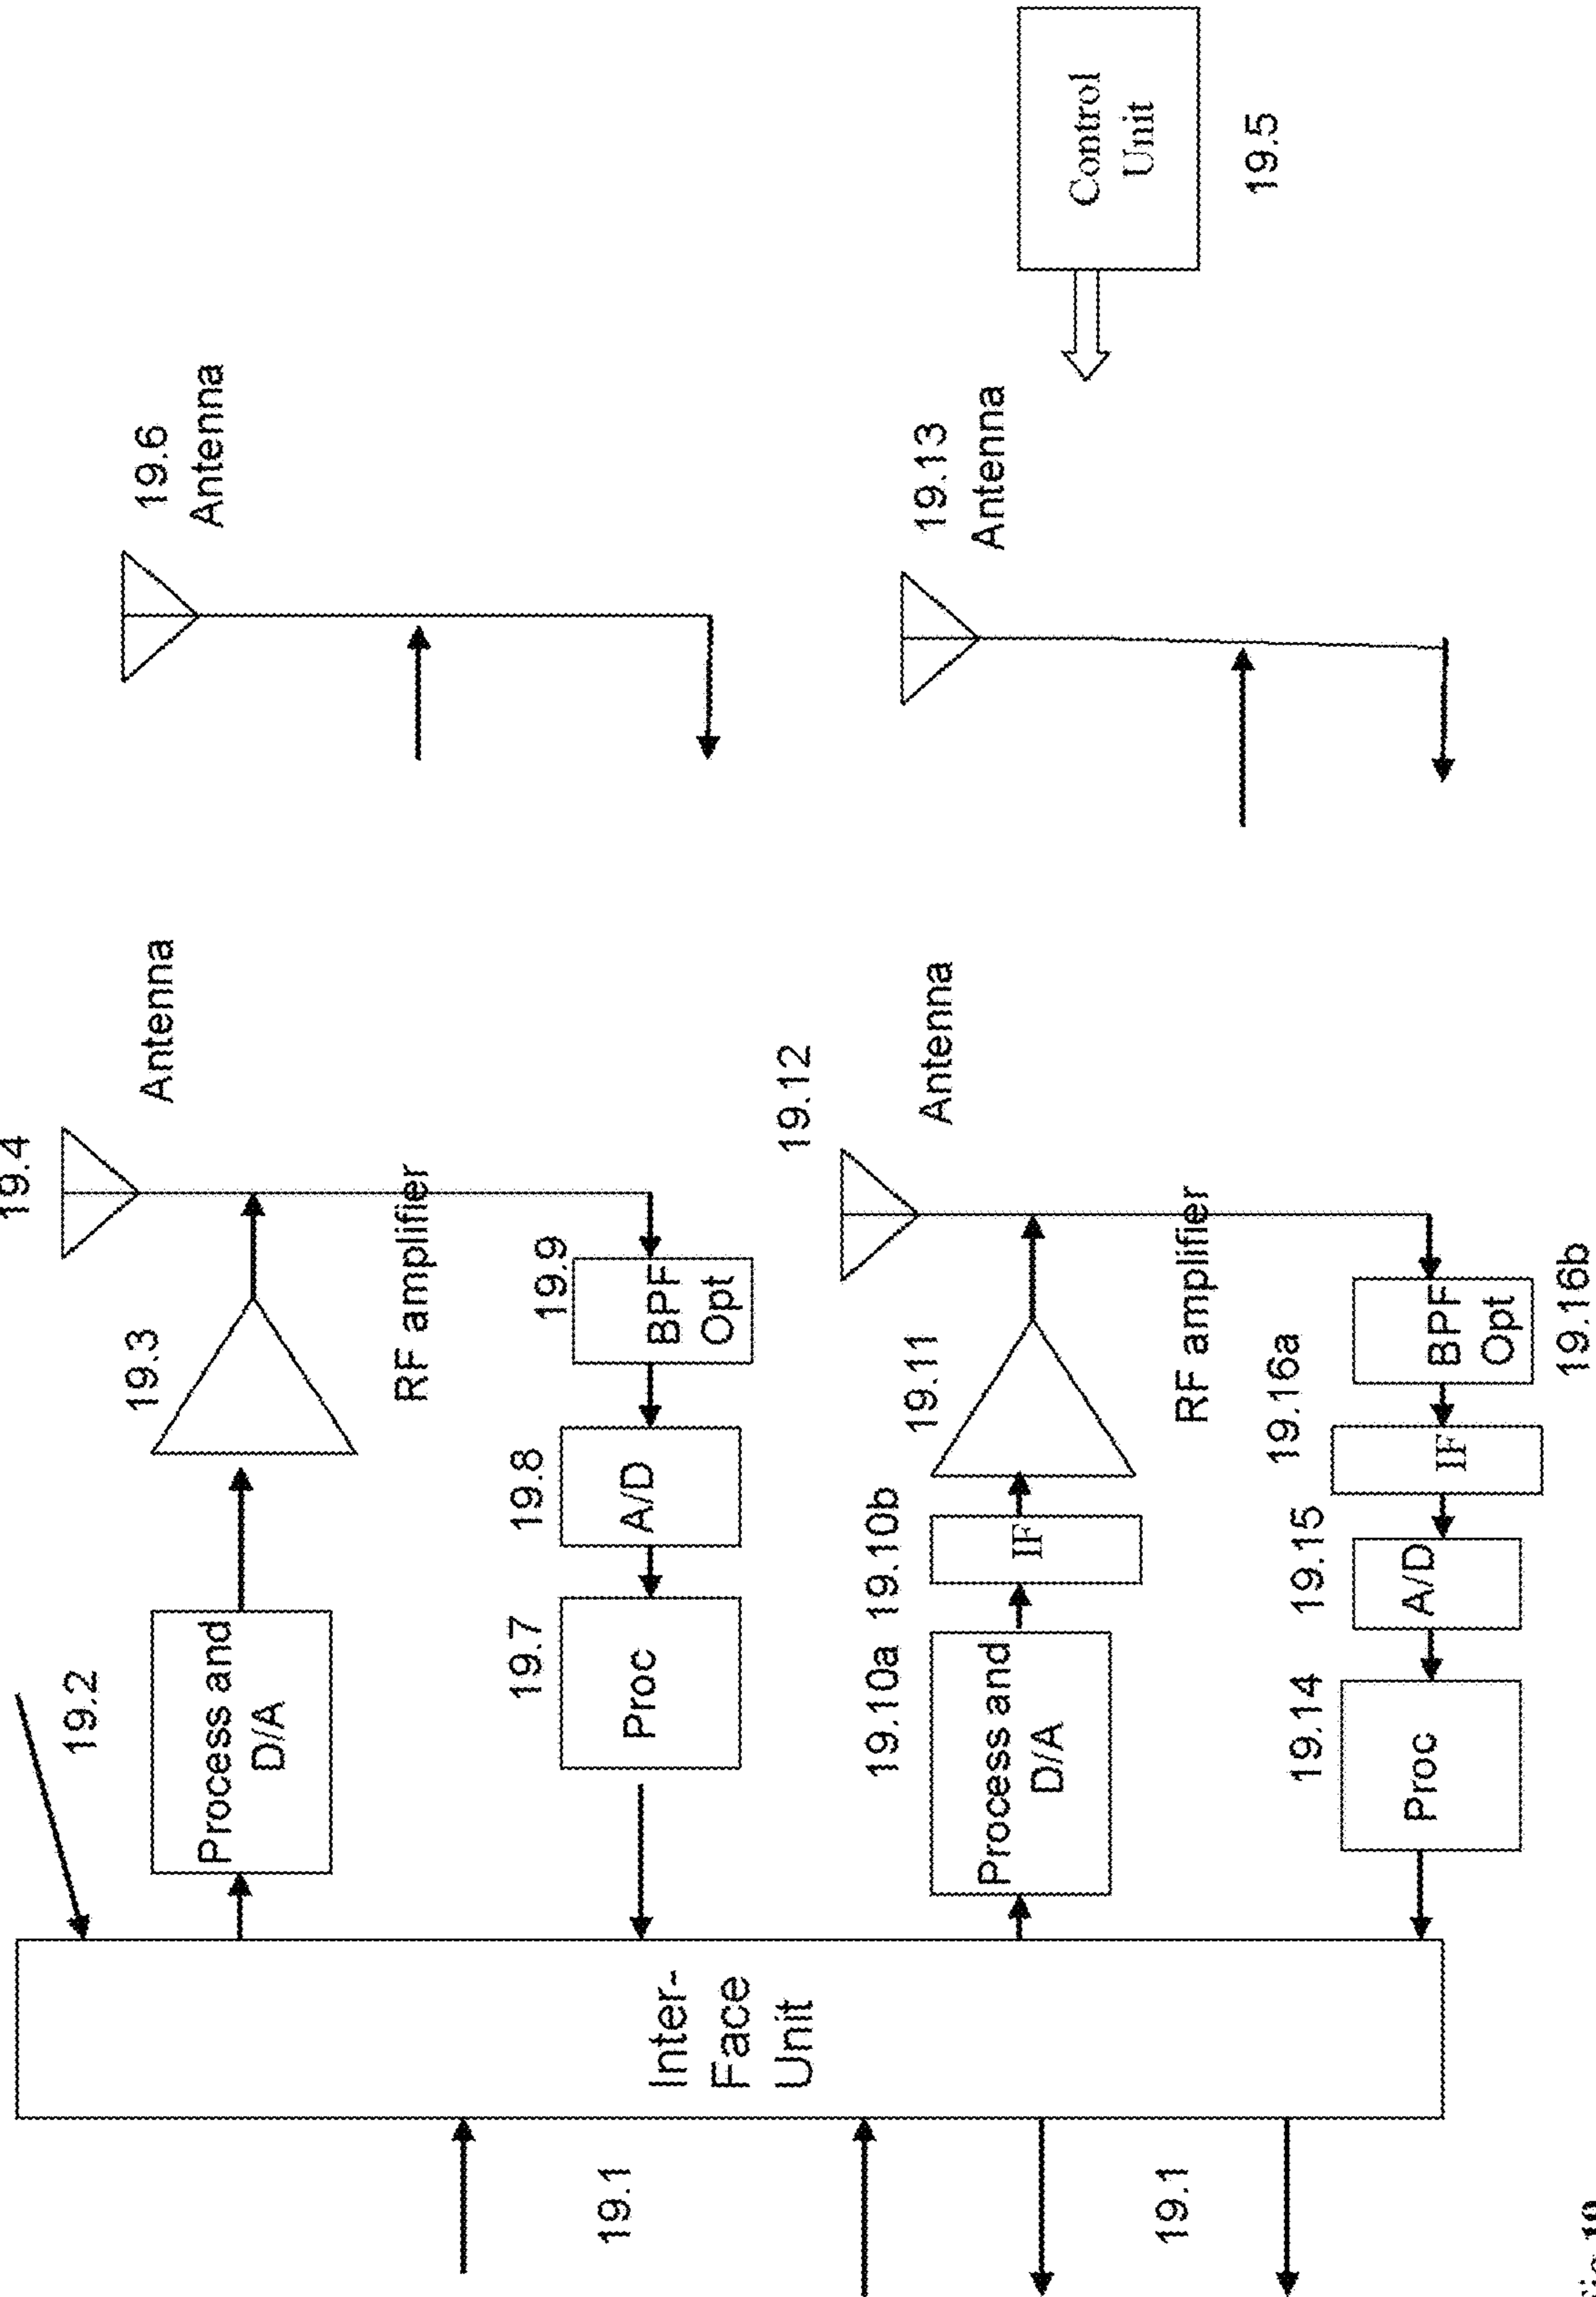 19.4
19.2
19.3
Antenna
19.6
Antenna
Process and
D/A
RF amplifier
19.7
19.8
19.9
Proc
A/D
BPF
Opt
19.1
Inter-
Face
Unit
19.12
19.10a
19.10b
19.11
Antenna
19.13
Antenna
Process and
D/A
IF
Control
Unit
19.1
RF amplifier
19.5
19.14
19.15
19.16a
Proc
A/D
IF
BPF
Opt
19.16b